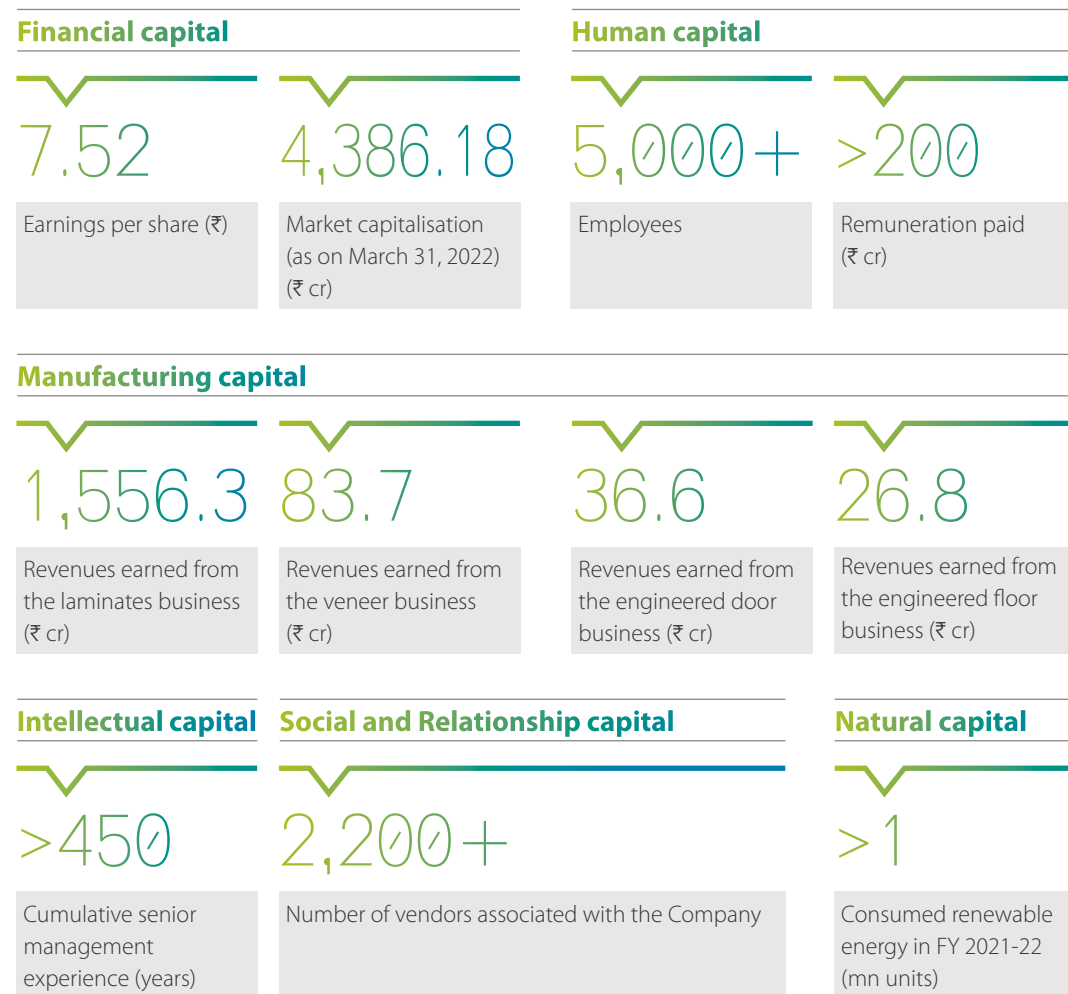 Financial capital
7.52
Earnings per share (₹)
4,386.18
Market capitalisation
(as on March 31, 2022)
(₹ cr)
Human capital
5,000+
Employees
>200
Remuneration paid
(₹ cr)
Manufacturing capital
1,556.3
Revenues earned from
the laminates business
(₹ cr)
83.7
Revenues earned from
the veneer business
(₹ cr)
36.6
Revenues earned from
the engineered door
business (₹ cr)
26.8
Revenues earned from
the engineered floor
business (₹ cr)
Intellectual capital
>450
Cumulative senior
management
experience (years)
Social and Relationship capital
2,200+
Number of vendors associated with the Company
Natural capital
>1
Consumed renewable
energy in FY 2021-22
(mn units)